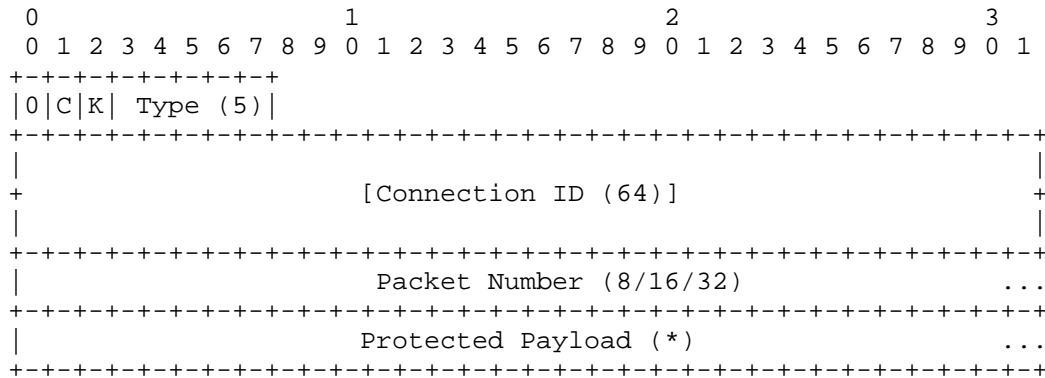 0                   1                   2                   3
 0 1 2 3 4 5 6 7 8 9 0 1 2 3 4 5 6 7 8 9 0 1 2 3 4 5 6 7 8 9 0 1
+-+-+-+-+-+-+-+-+
|0|C|K| Type (5)|
+-+-+-+-+-+-+-+-+-+-+-+-+-+-+-+-+-+-+-+-+-+-+-+-+-+-+-+-+-+-+-+-+
|                                                               |
+                     [Connection ID (64)]                      +
|                                                               |
+-+-+-+-+-+-+-+-+-+-+-+-+-+-+-+-+-+-+-+-+-+-+-+-+-+-+-+-+-+-+-+-+
|                      Packet Number (8/16/32)                ...
+-+-+-+-+-+-+-+-+-+-+-+-+-+-+-+-+-+-+-+-+-+-+-+-+-+-+-+-+-+-+-+-+
|                     Protected Payload (*)                   ...
+-+-+-+-+-+-+-+-+-+-+-+-+-+-+-+-+-+-+-+-+-+-+-+-+-+-+-+-+-+-+-+-+